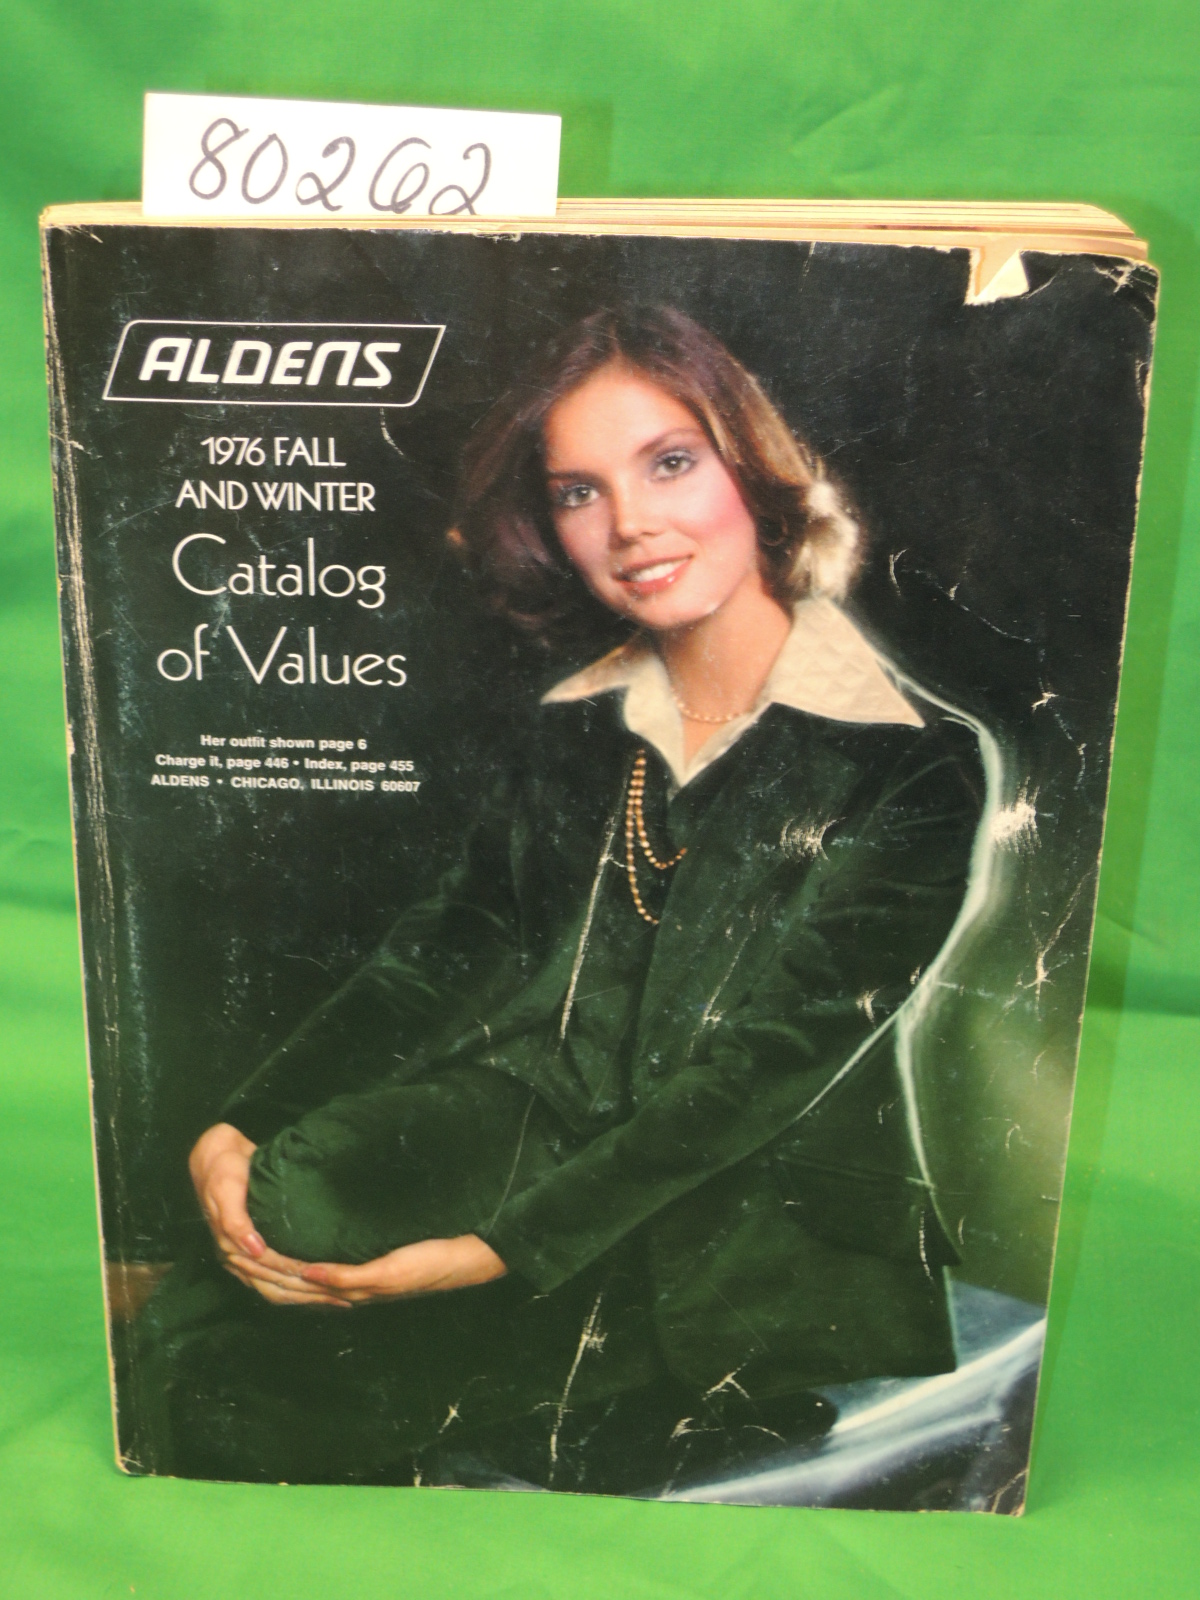 80262
ALDENS
1976 FALL
AND WINTER
Catalog
of Values
Her outfit shown page 6
Charge it, page 446 • Index, page 455
ALDENS • CHICAGO, ILLINOIS 60607